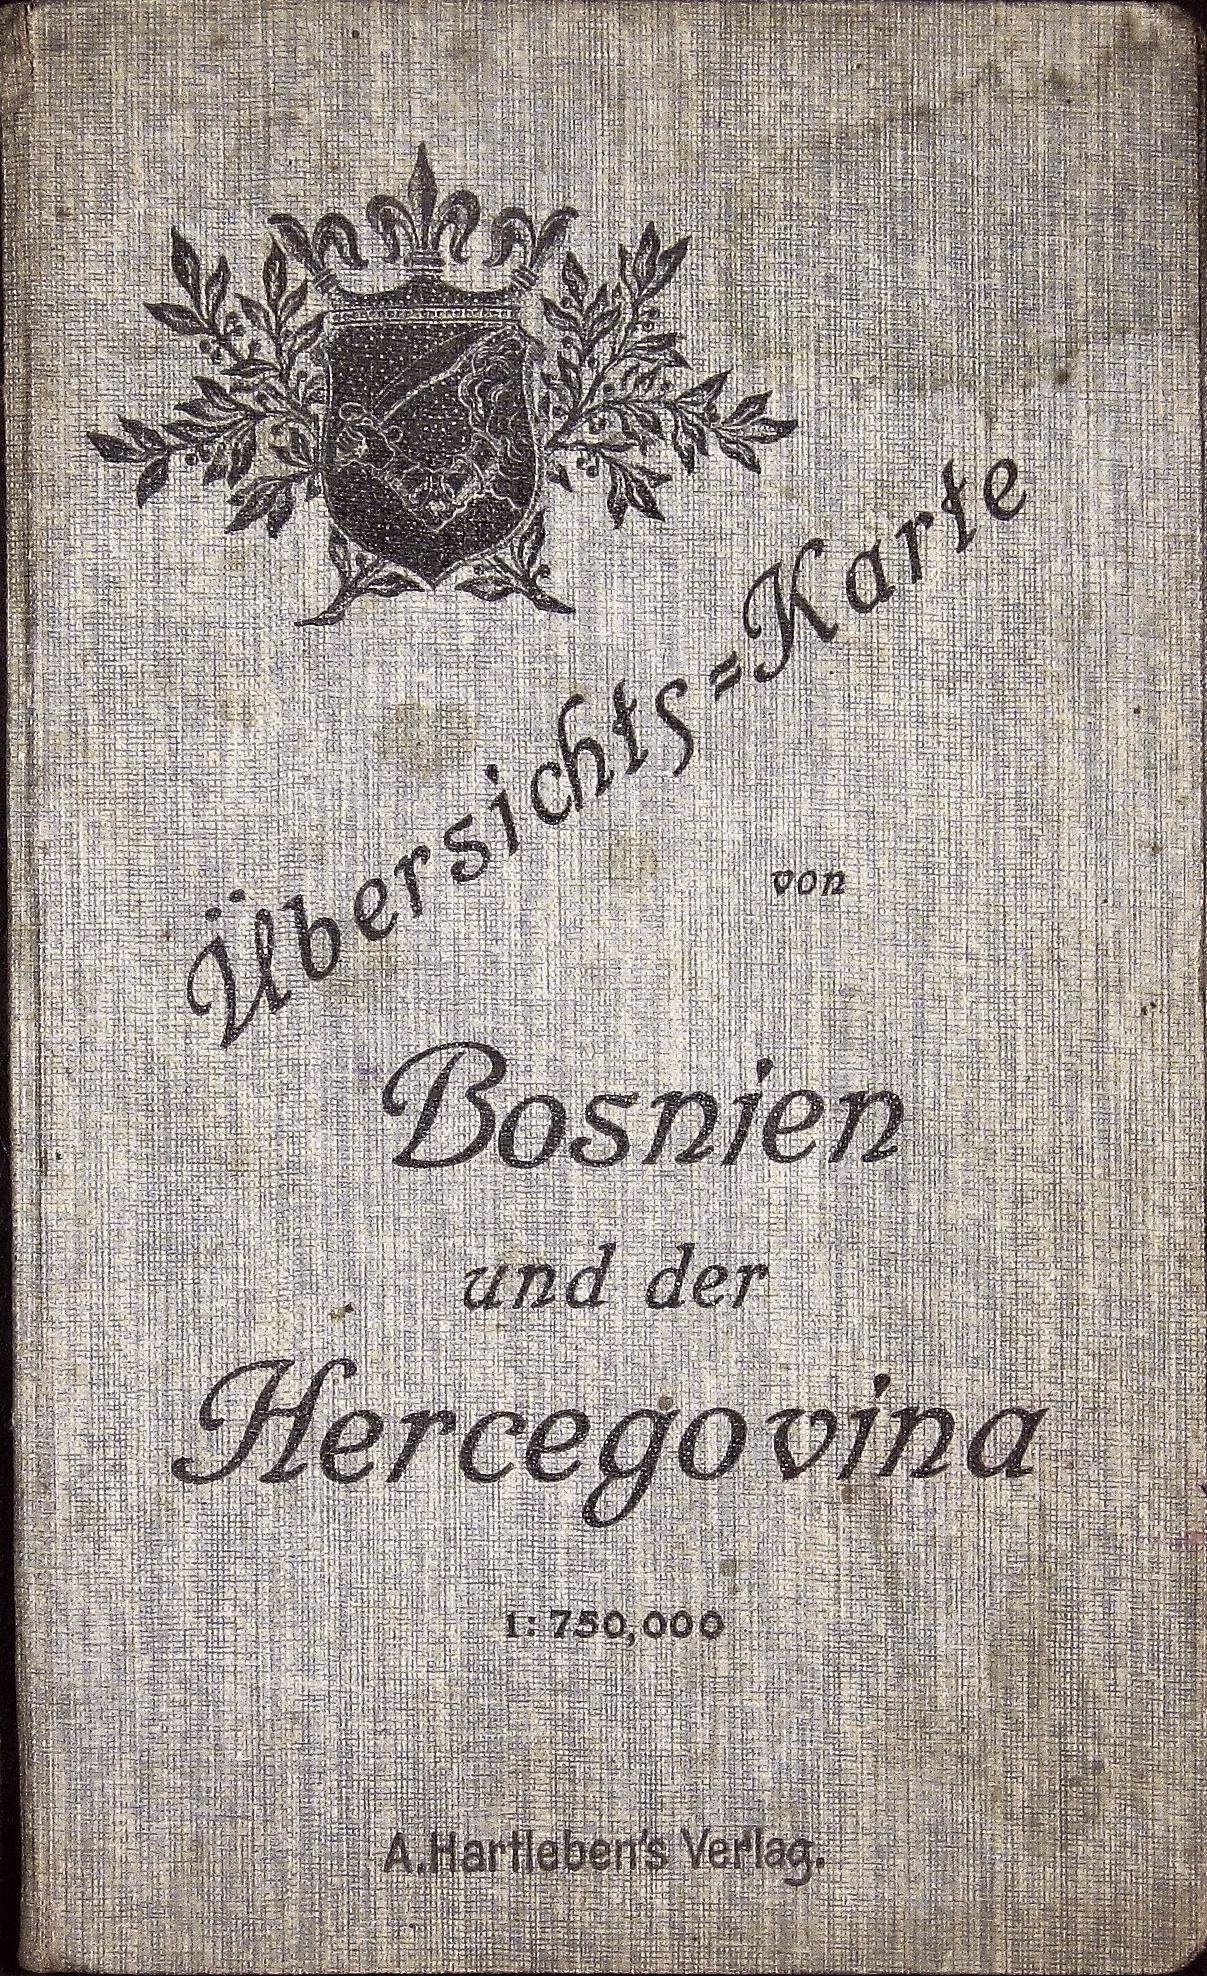 Übersichts=Karte
von
Bosnien
und der
Hercegovina
1:750,000
A. Hartleben's Verlag.